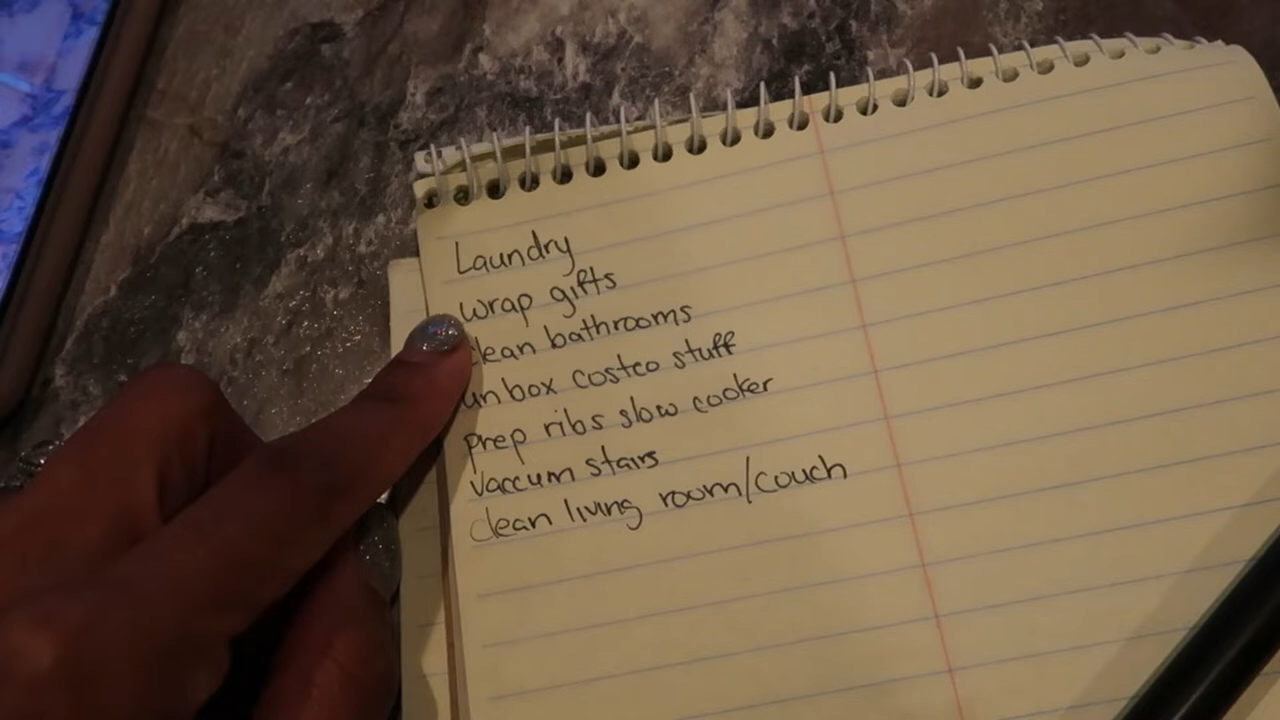 Laundry
wrap gifts
clean bathrooms
unbox costco stuff
prep ribs slow cooker
vaccum stairs
clean living room/couch